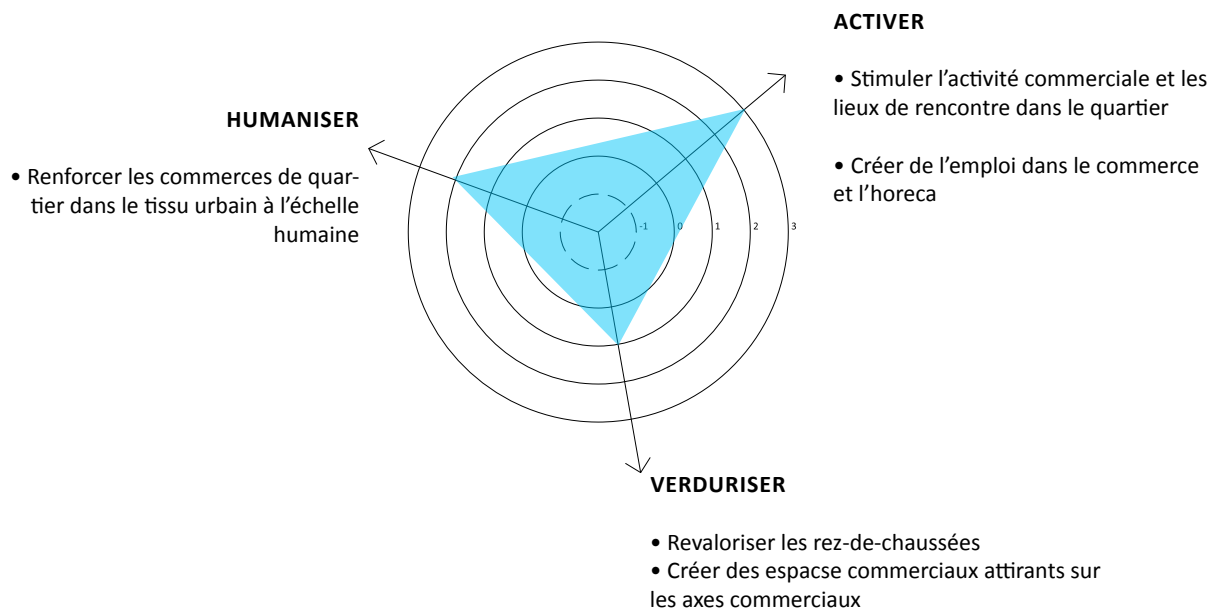 ACTIVER
• Stimuler l’activité commerciale et les
lieux de rencontre dans le quartier
• Créer de l’emploi dans le commerce
et l’horeca
HUMANISER
• Renforcer les commerces de quar-
tier dans le tissu urbain à l’échelle
humaine
-1 0 1 2 3
VERDURISER
• Revaloriser les rez-de-chaussées
• Créer des espacse commerciaux attirants sur
les axes commerciaux